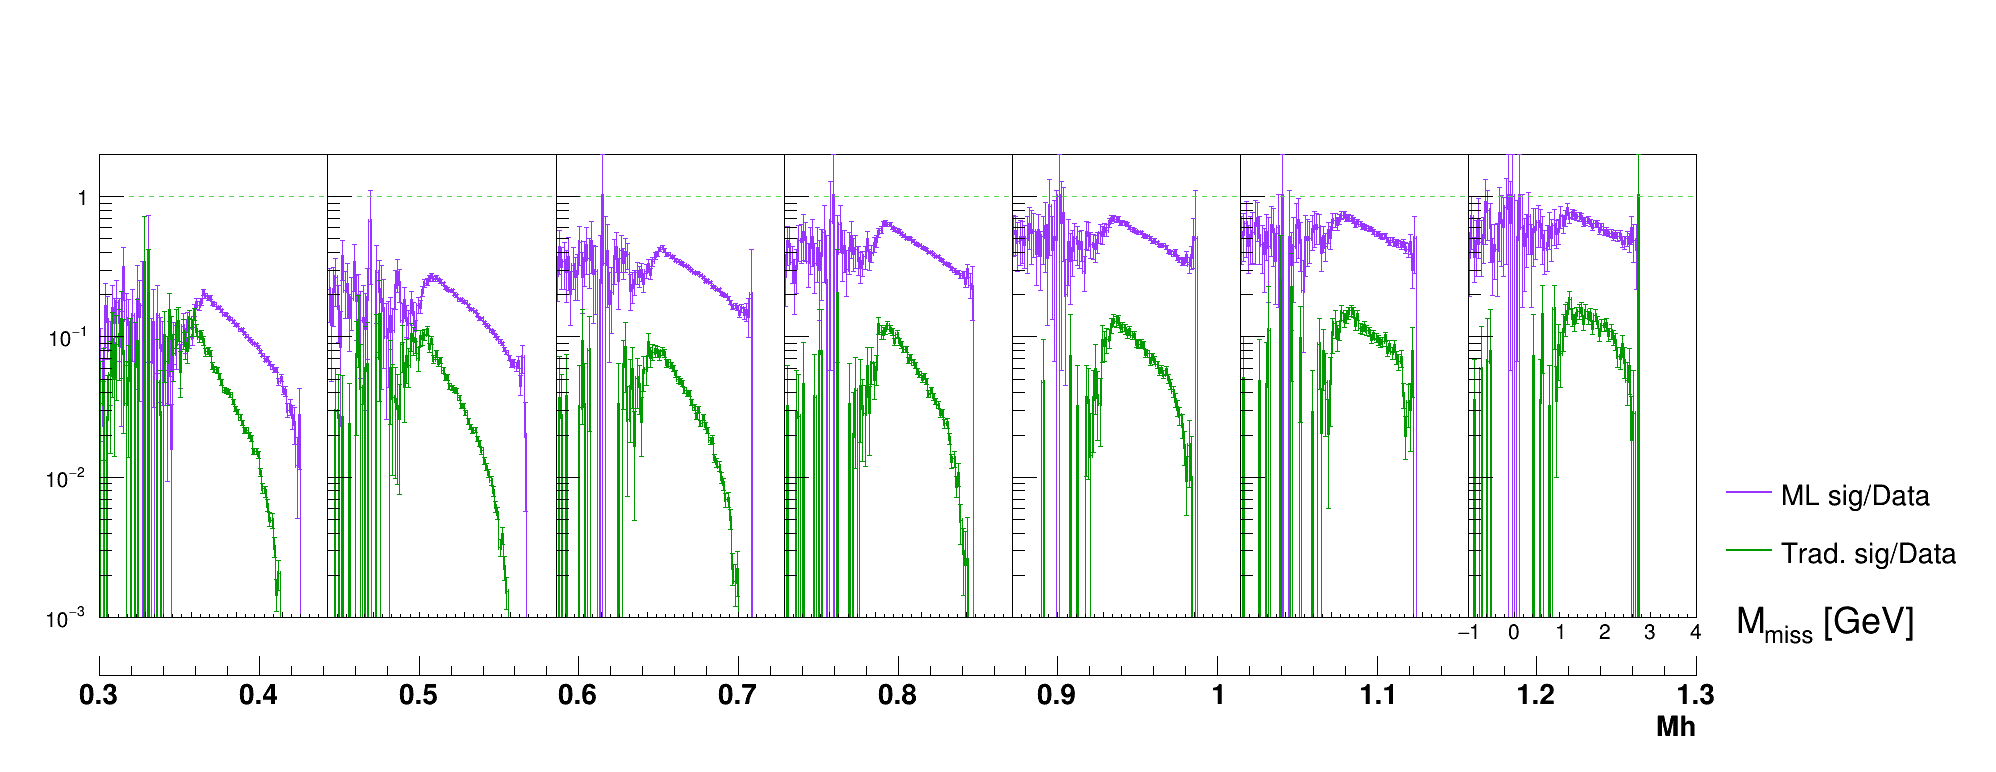 1
10−1
10−2
10−3
ML sig/Data
Trad. sig/Data
−1 0 1 2 3 4
Mmiss [GeV]
0.3 0.4 0.5 0.6 0.7 0.8 0.9 1 1.1 1.2 1.3
Mh